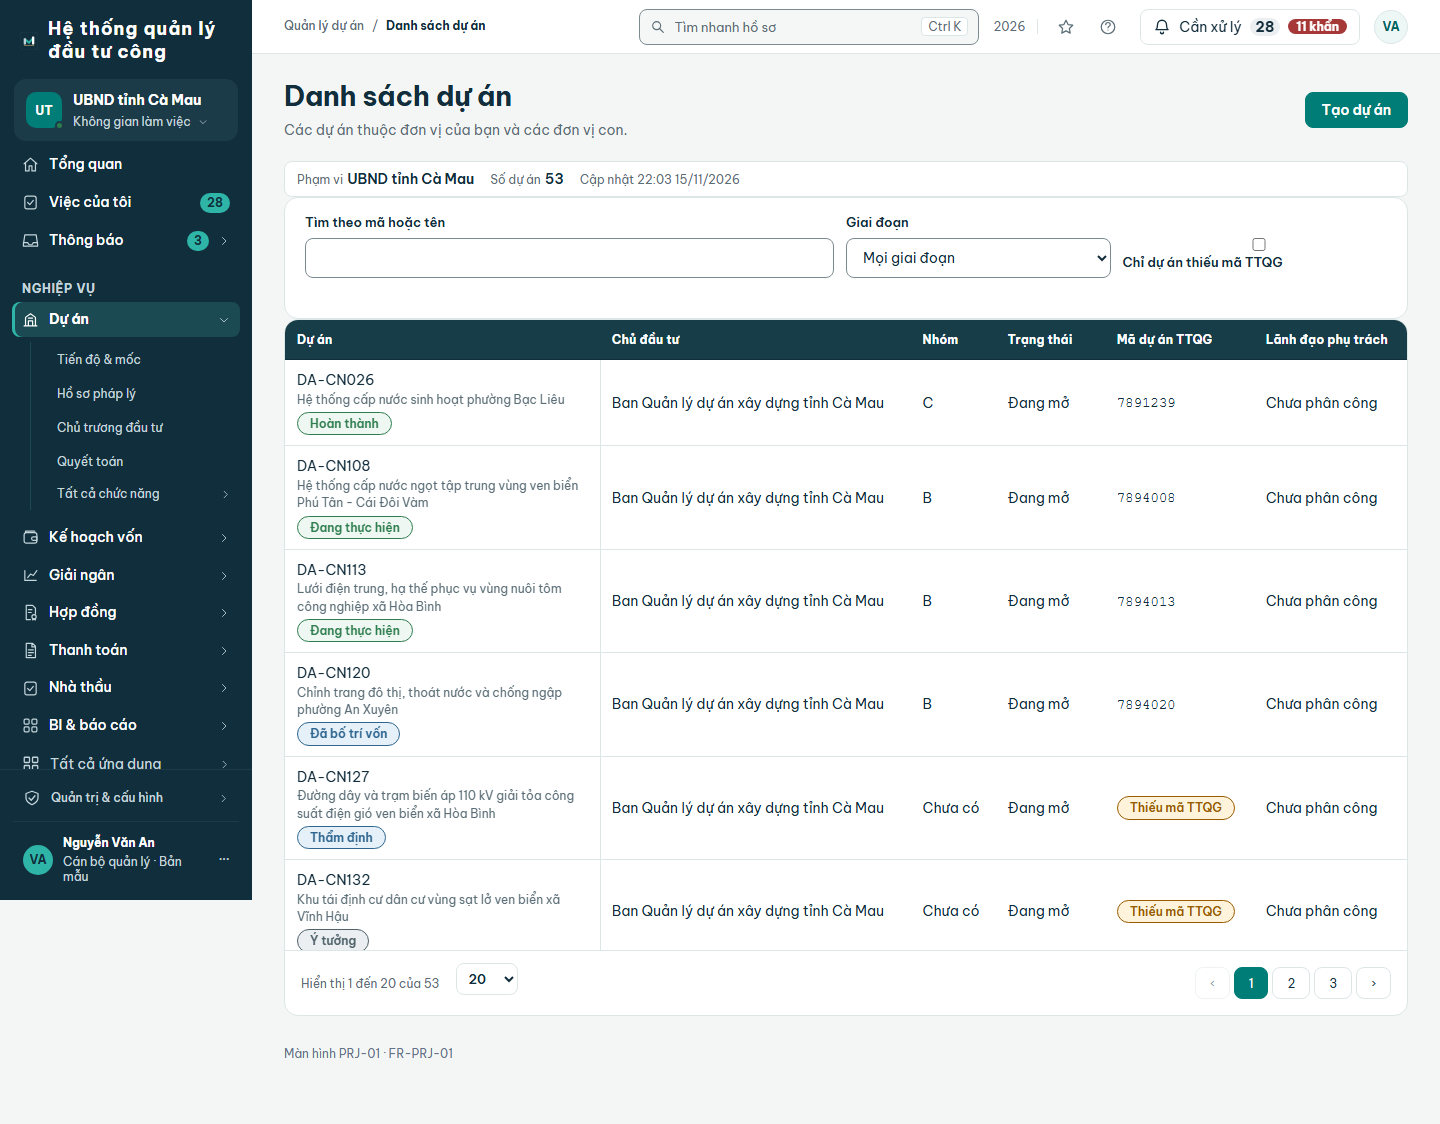 Hệ thống quản lý
đầu tư công
UT
UBND tỉnh Cà Mau
Không gian làm việc
Tổng quan
Việc của tôi 28
Thông báo 3
NGHIỆP VỤ
Dự án
Tiến độ & mốc
Hồ sơ pháp lý
Chủ trương đầu tư
Quyết toán
Tất cả chức năng
Kế hoạch vốn
Giải ngân
Hợp đồng
Thanh toán
Nhà thầu
BI & báo cáo
Tất cả ứng dụng
Quản trị & cấu hình
VA
Nguyễn Văn An
Cán bộ quản lý · Bản
mẫu
Quản lý dự án / Danh sách dự án
Tìm nhanh hồ sơ Ctrl K
2026
Cần xử lý 28 11 khẩn
VA
Danh sách dự án
Các dự án thuộc đơn vị của bạn và các đơn vị con.
Tạo dự án
Phạm vi UBND tỉnh Cà Mau Số dự án 53 Cập nhật 22:03 15/11/2026
Tìm theo mã hoặc tên
Giai đoạn
Mọi giai đoạn
Chỉ dự án thiếu mã TTQG
Dự án Chủ đầu tư Nhóm Trạng thái Mã dự án TTQG Lãnh đạo phụ trách
DA-CN026
Hệ thống cấp nước sinh hoạt phường Bạc Liêu
Hoàn thành
Ban Quản lý dự án xây dựng tỉnh Cà Mau C Đang mở 7891239 Chưa phân công
DA-CN108
Hệ thống cấp nước ngọt tập trung vùng ven biển
Phú Tân - Cái Đôi Vàm
Đang thực hiện
Ban Quản lý dự án xây dựng tỉnh Cà Mau B Đang mở 7894008 Chưa phân công
DA-CN113
Lưới điện trung, hạ thế phục vụ vùng nuôi tôm
công nghiệp xã Hòa Bình
Đang thực hiện
Ban Quản lý dự án xây dựng tỉnh Cà Mau B Đang mở 7894013 Chưa phân công
DA-CN120
Chỉnh trang đô thị, thoát nước và chống ngập
phường An Xuyên
Đã bố trí vốn
Ban Quản lý dự án xây dựng tỉnh Cà Mau B Đang mở 7894020 Chưa phân công
DA-CN127
Đường dây và trạm biến áp 110 kV giải tỏa công
suất điện gió ven biển xã Hòa Bình
Thẩm định
Ban Quản lý dự án xây dựng tỉnh Cà Mau Chưa có Đang mở Thiếu mã TTQG Chưa phân công
DA-CN132
Khu tái định cư dân cư vùng sạt lở ven biển xã
Vĩnh Hậu
Ý tưởng
Ban Quản lý dự án xây dựng tỉnh Cà Mau Chưa có Đang mở Thiếu mã TTQG Chưa phân công
Hiển thị 1 đến 20 của 53 20
‹ 1 2 3 ›
Màn hình PRJ-01 · FR-PRJ-01